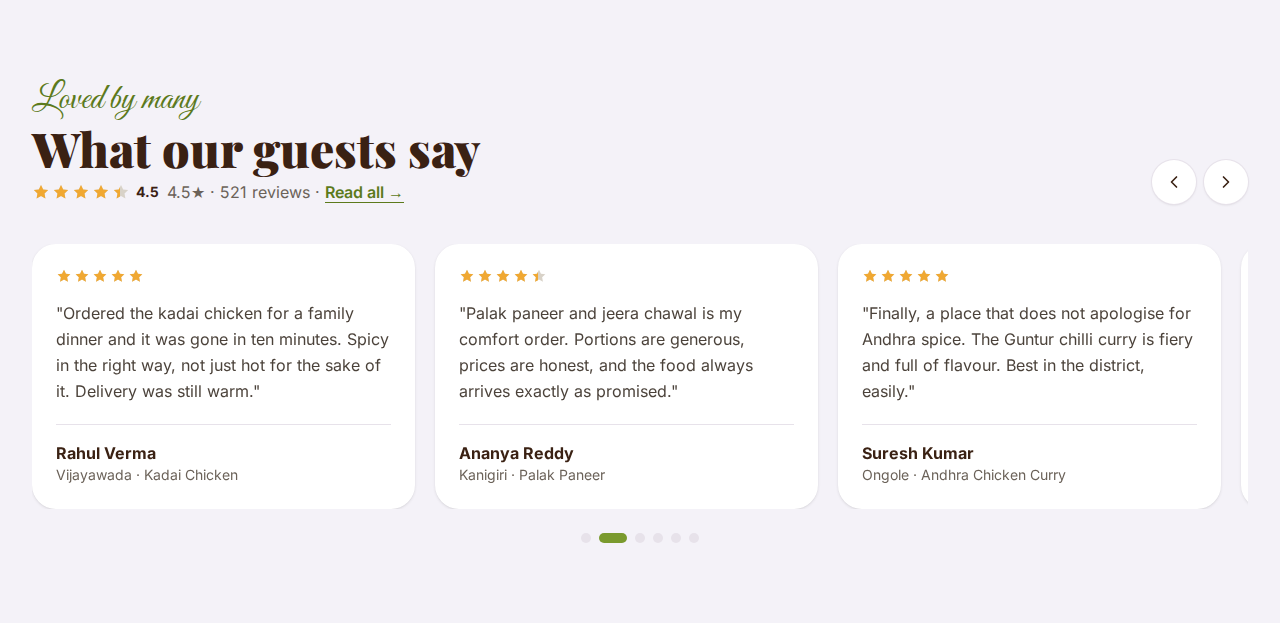 Loved by many
What our guests say
4.5 4.5★ · 521 reviews · Read all →
"Ordered the kadai chicken for a family
dinner and it was gone in ten minutes. Spicy
in the right way, not just hot for the sake of
it. Delivery was still warm."
Rahul Verma
Vijayawada · Kadai Chicken
"Palak paneer and jeera chawal is my
comfort order. Portions are generous,
prices are honest, and the food always
arrives exactly as promised."
Ananya Reddy
Kanigiri · Palak Paneer
"Finally, a place that does not apologise for
Andhra spice. The Guntur chilli curry is fiery
and full of flavour. Best in the district,
easily."
Suresh Kumar
Ongole · Andhra Chicken Curry